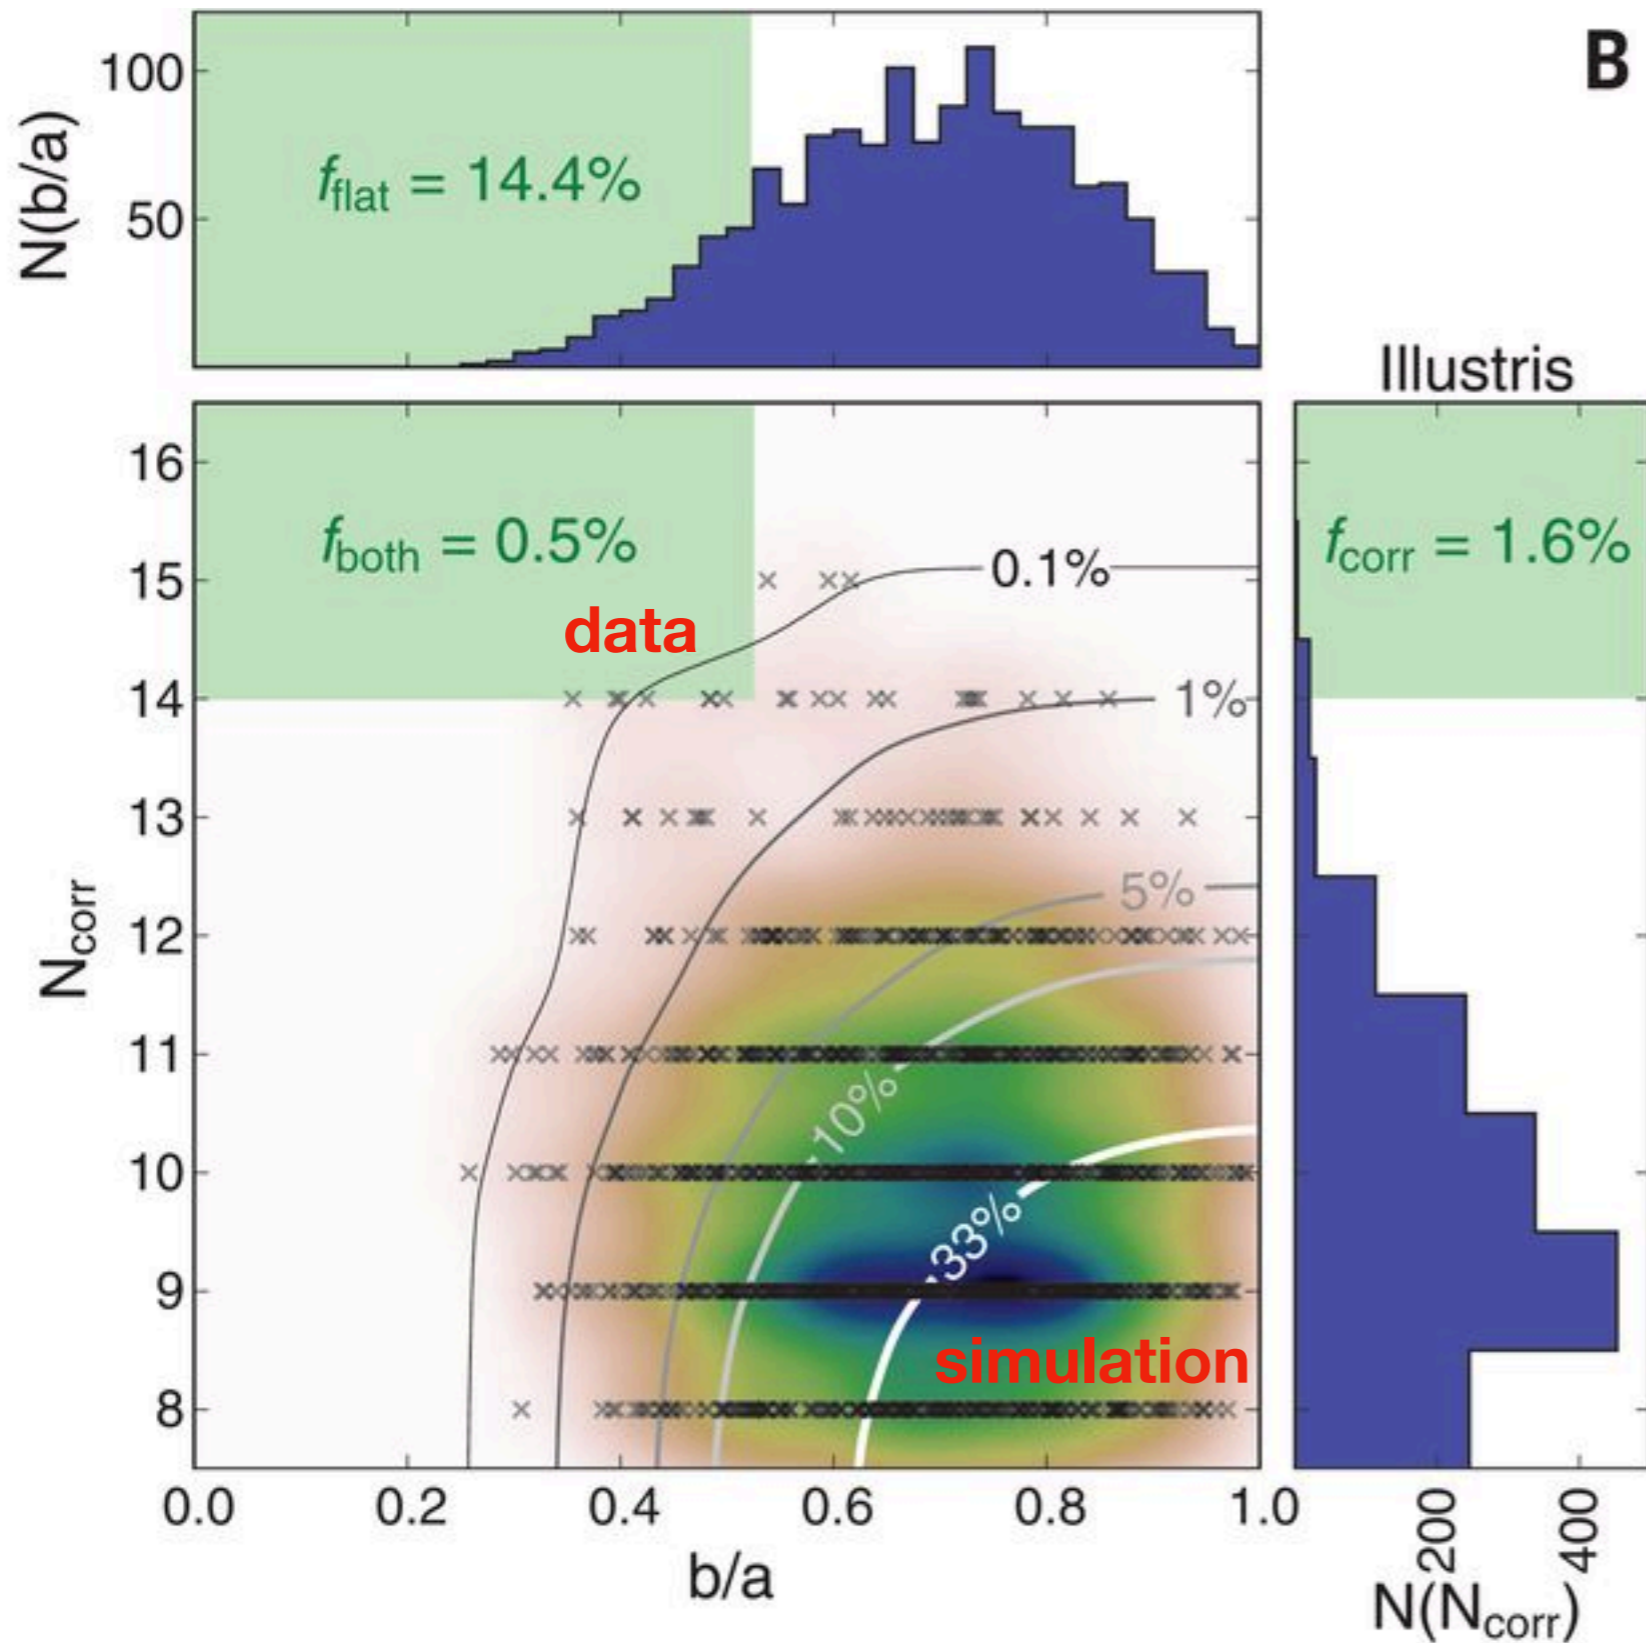 B
100
50
N(b/a)
f_flat = 14.4%
Illustris
16
15
14
13
12
11
10
9
8
N_corr
f_both = 0.5%
data
f_corr = 1.6%
0.1%
1%
5%
10%
33%
simulation
0.0 0.2 0.4 0.6 0.8 1.0
b/a
200 400
N(N_corr)